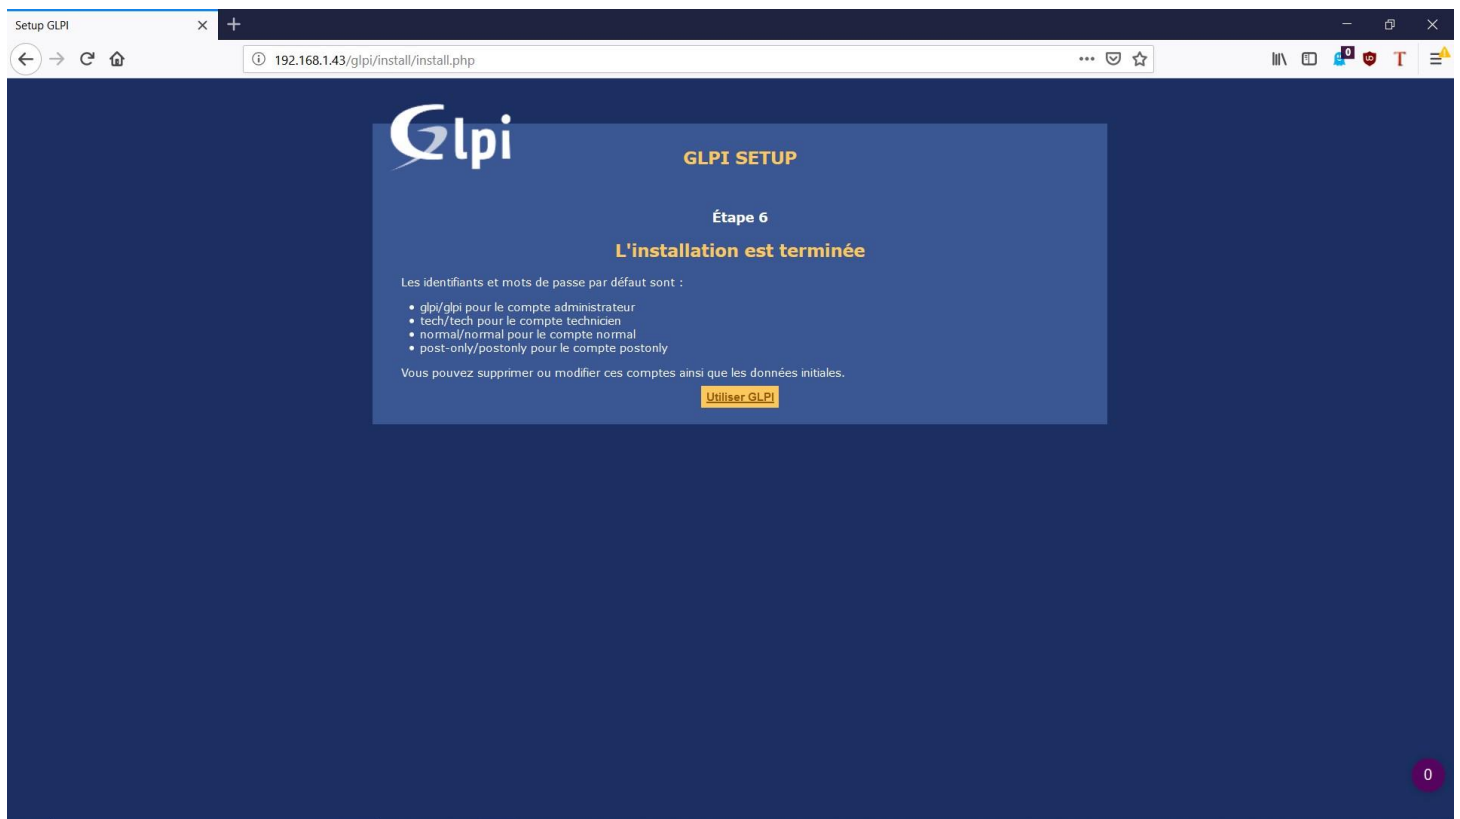 Setup GLPI
192.168.1.43/glpi/install/install.php
0
T
Glpi
GLPI SETUP
Étape 6
L'installation est terminée
Les identifiants et mots de passe par défaut sont :
• glpi/glpi pour le compte administrateur
• tech/tech pour le compte technicien
• normal/normal pour le compte normal
• post-only/postonly pour le compte postonly
Vous pouvez supprimer ou modifier ces comptes ainsi que les données initiales.
Utiliser GLPI
0